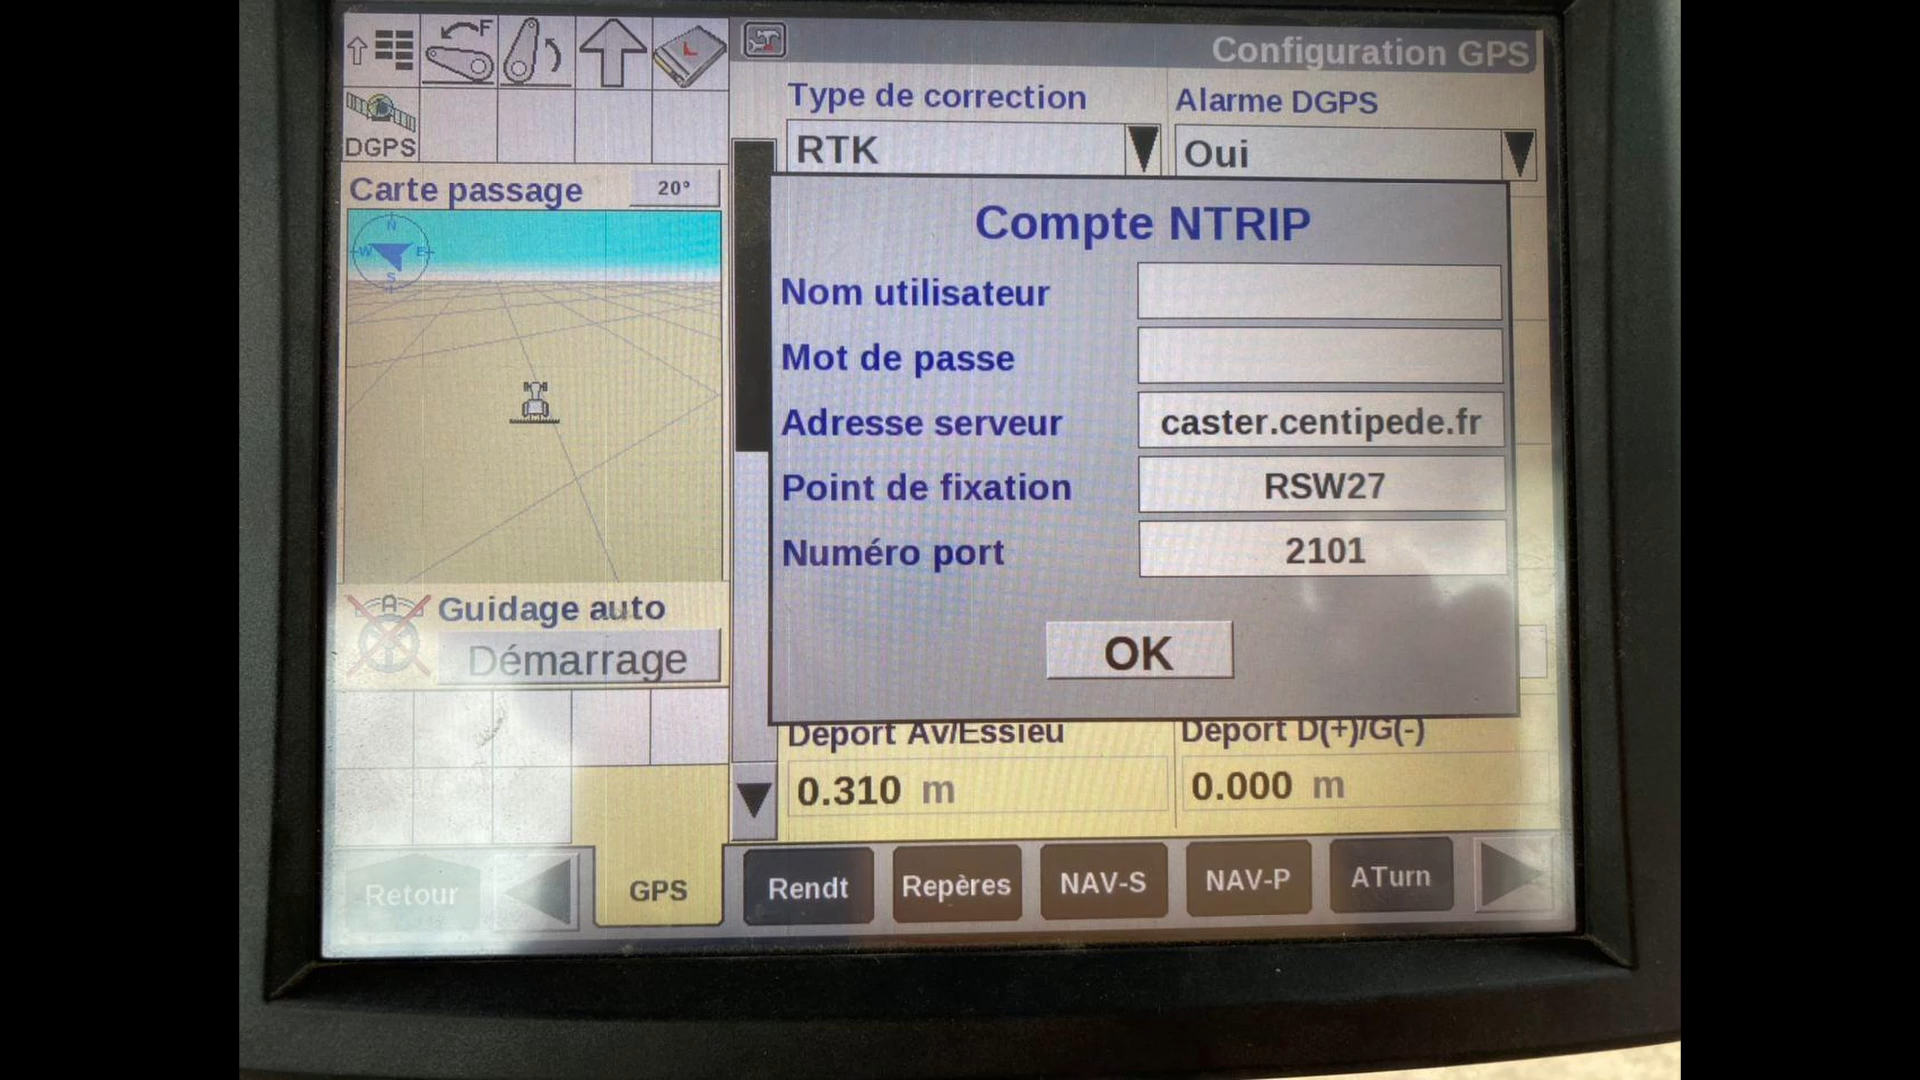 F
DGPS
Carte passage
20°
N
W
E
S
A
Guidage auto
Démarrage
Configuration GPS
Type de correction
Alarme DGPS
RTK
Oui
Compte NTRIP
Nom utilisateur
Mot de passe
Adresse serveur
caster.centipede.fr
Point de fixation
RSW27
Numéro port
2101
OK
Déport Av/Essieu
Déport D(+)/G(-)
0.310 m
0.000 m
Retour
GPS
Rendt
Repères
NAV-S
NAV-P
ATurn